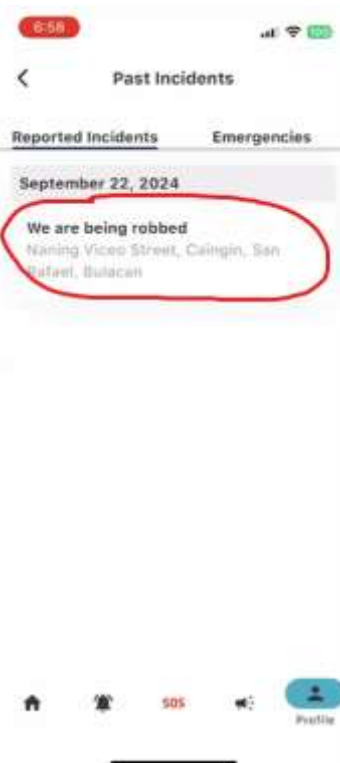 6:58
100
Past Incidents
Reported Incidents Emergencies
September 22, 2024
We are being robbed
Naning Viceo Street, Caingin, San
Rafael, Bulacan
SOS
Profile